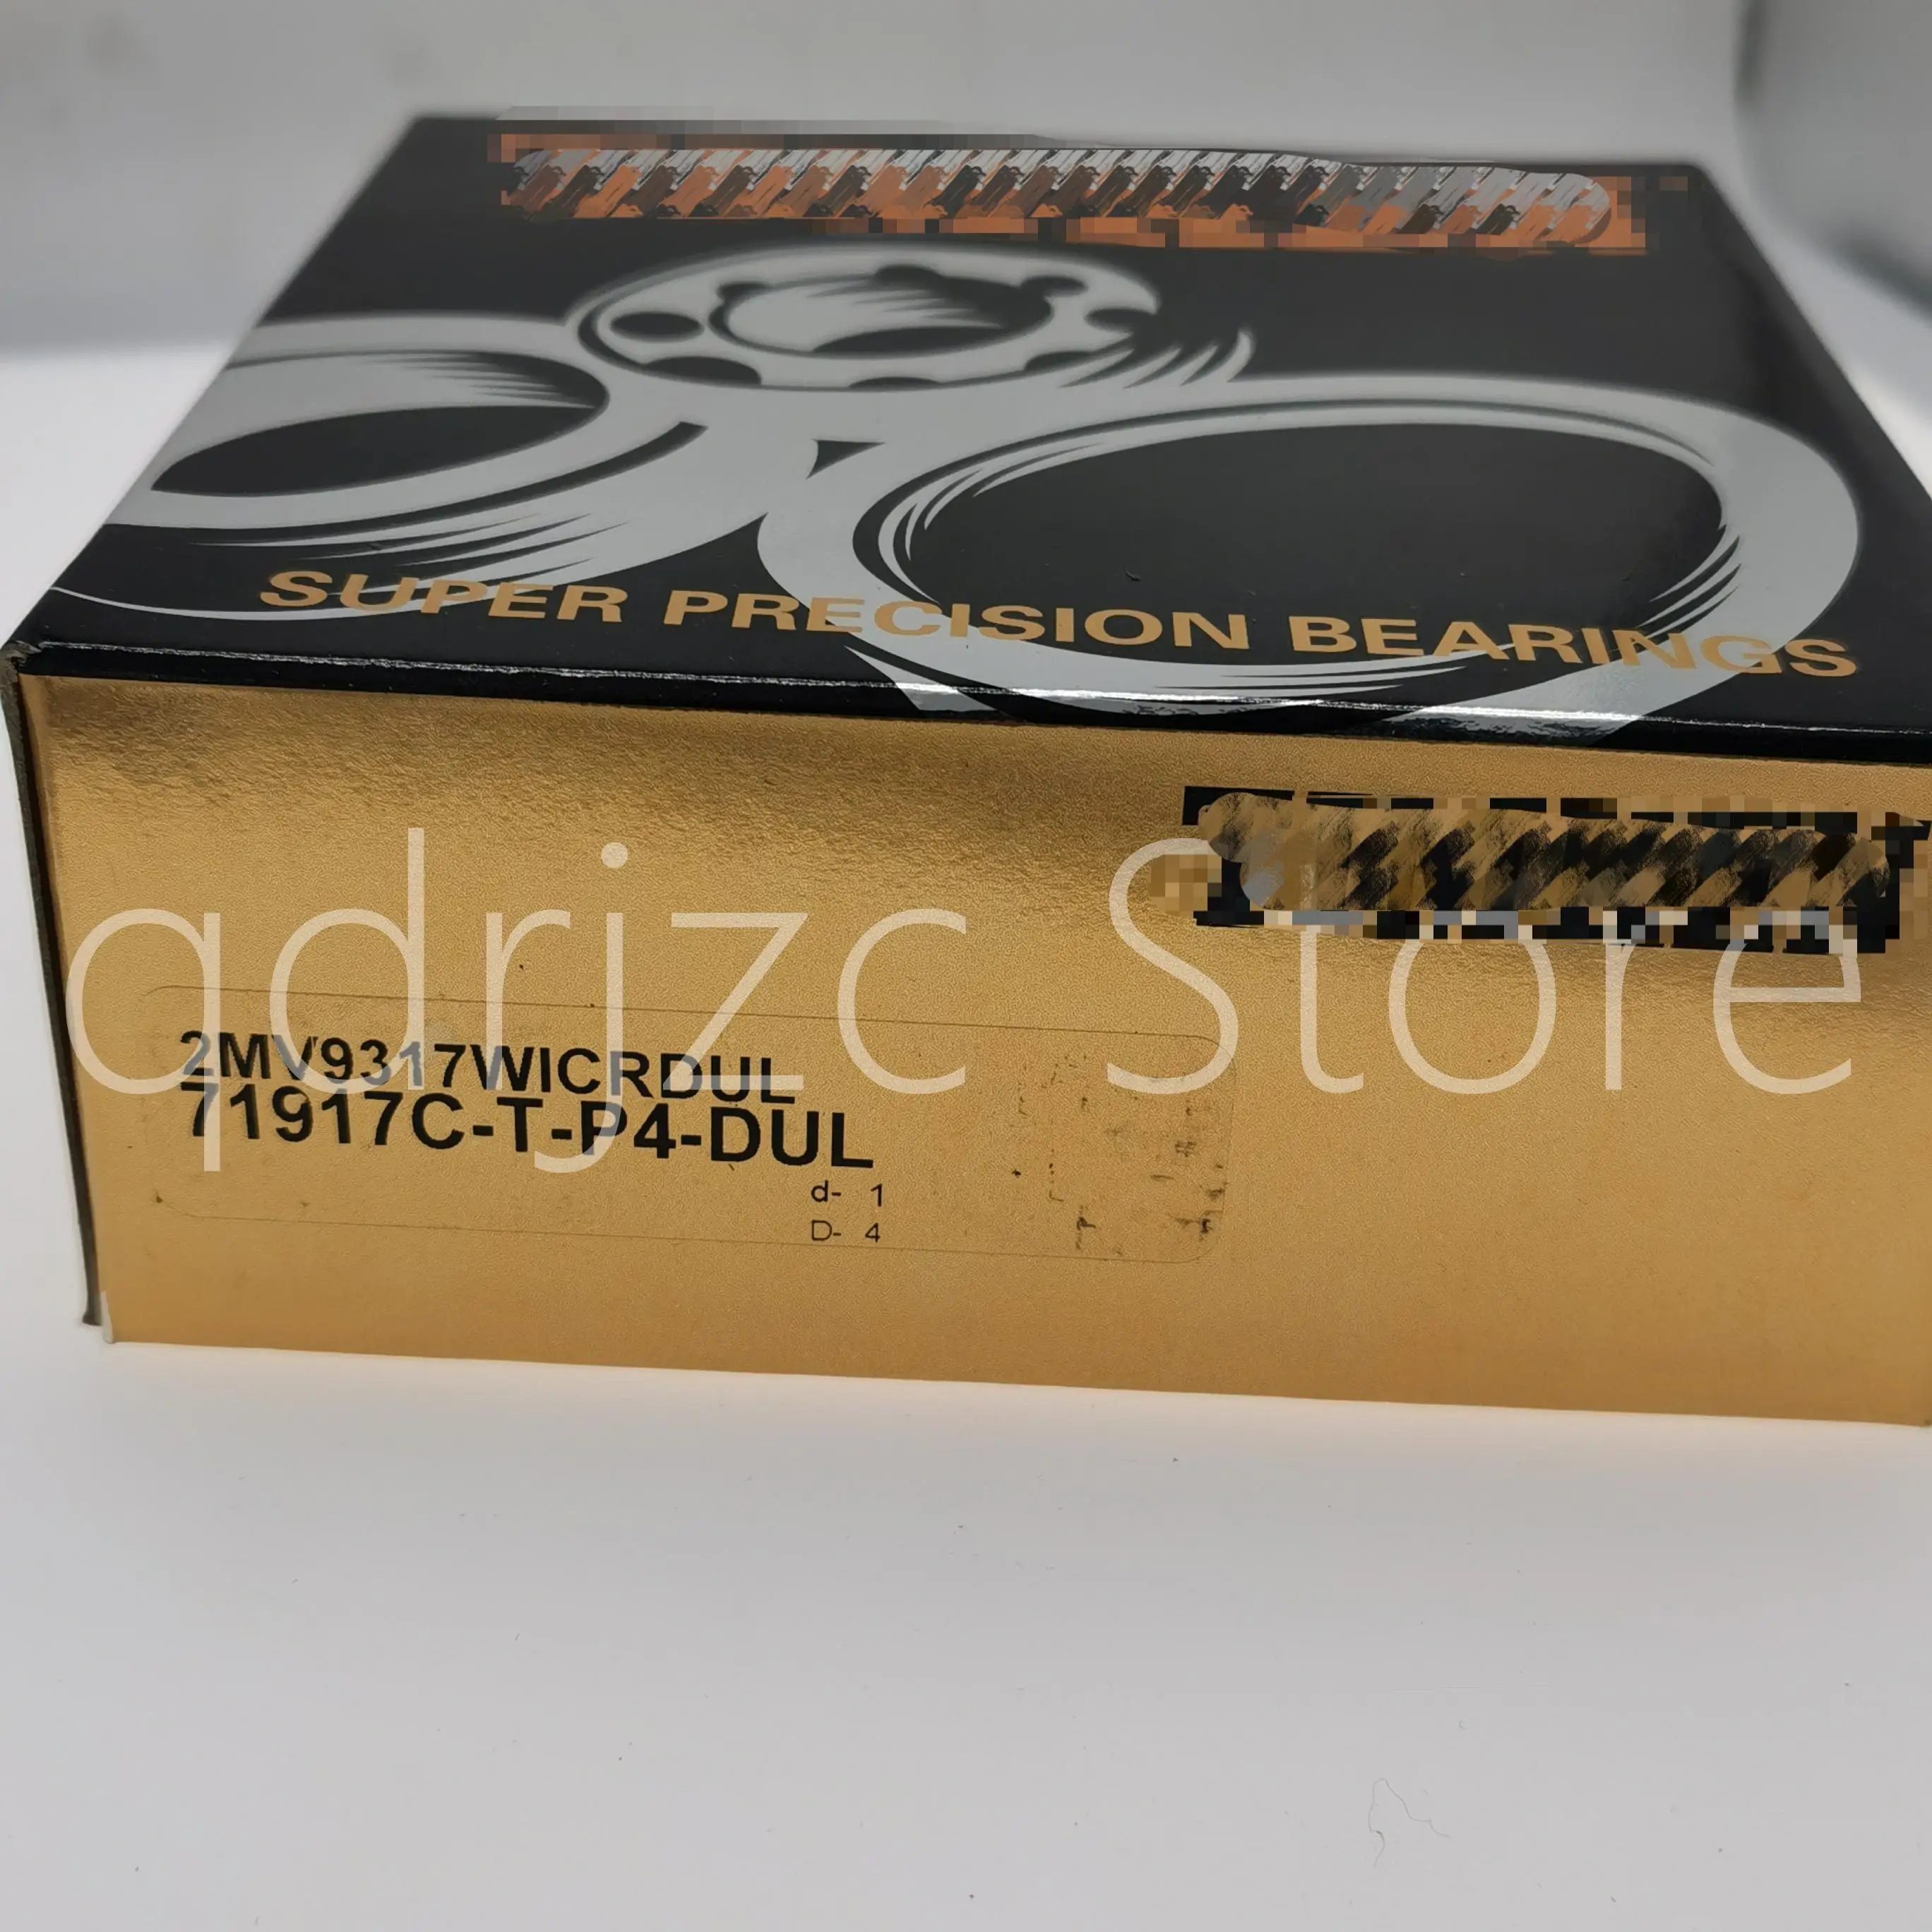 SUPER PRECISION BEARINGS
qdrjzc Store
2MV9317WICRDUL
71917C-T-P4-DUL
d- 1
D- 4